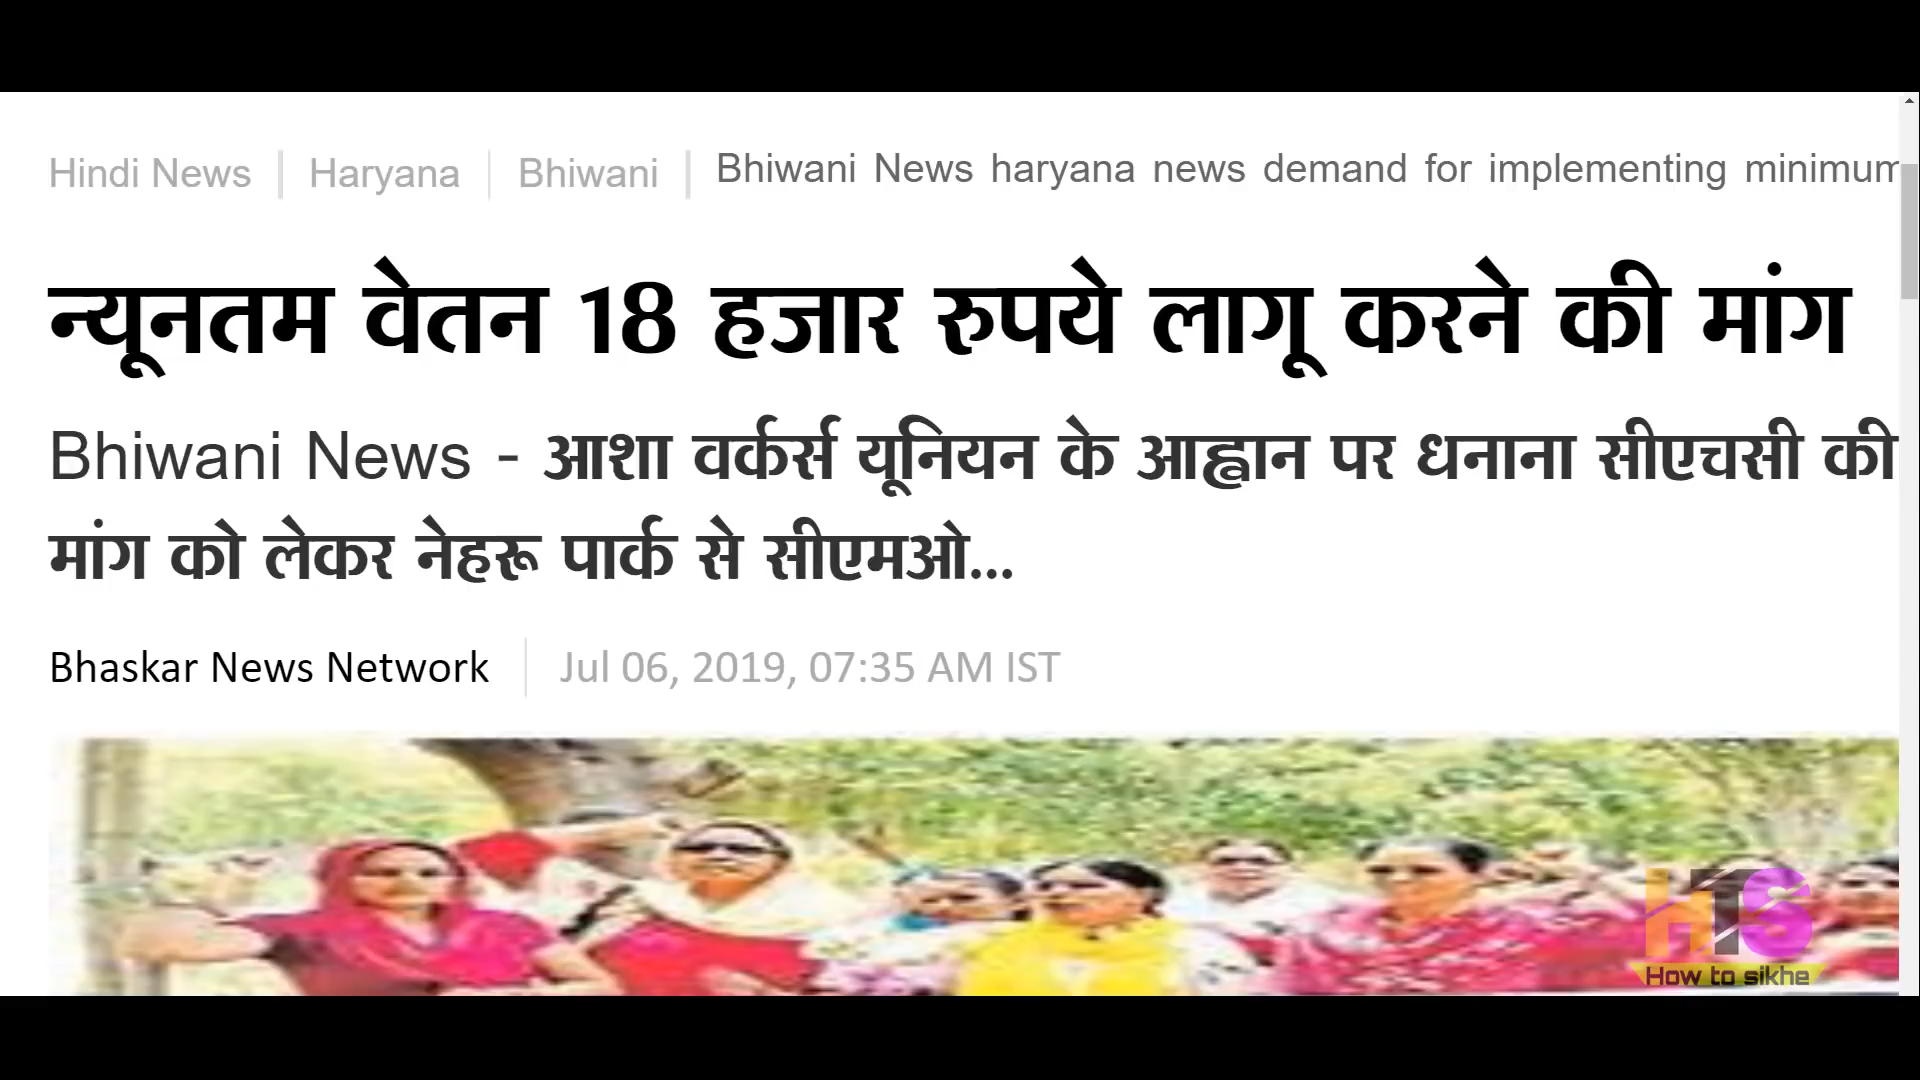 Hindi News | Haryana | Bhiwani | Bhiwani News haryana news demand for implementing minimum
न्यूनतम वेतन 18 हजार रुपये लागू करने की मांग
Bhiwani News - आशा वर्कर्स यूनियन के आह्वान पर धनाना सीएचसी की
मांग को लेकर नेहरू पार्क से सीएमओ...
Bhaskar News Network | Jul 06, 2019, 07:35 AM IST
HTS
How to sikhe